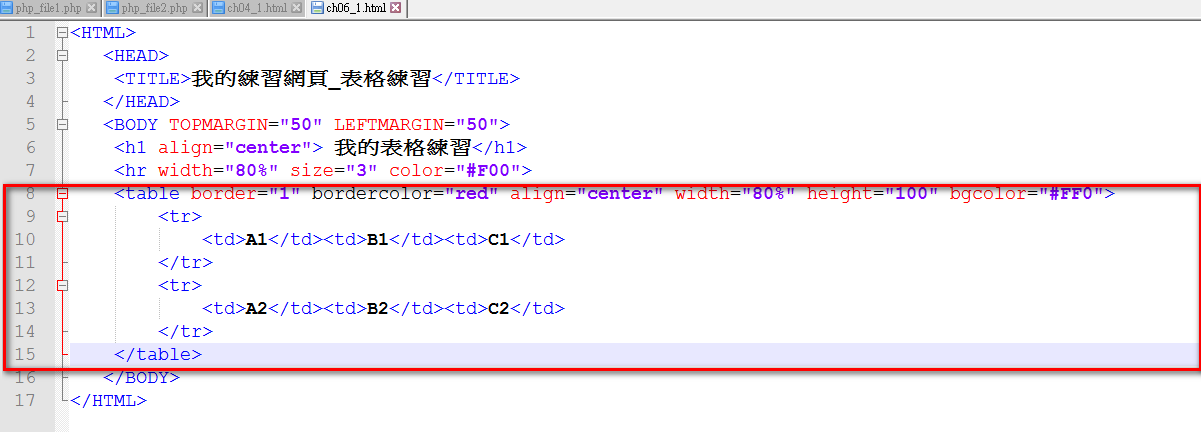 php_file1.php php_file2.php ch04_1.html ch06_1.html
1 <HTML>
2 <HEAD>
3 <TITLE>我的練習網頁_表格練習</TITLE>
4 </HEAD>
5 <BODY TOPMARGIN="50" LEFTMARGIN="50">
6 <h1 align="center"> 我的表格練習</h1>
7 <hr width="80%" size="3" color="#F00">
8 <table border="1" bordercolor="red" align="center" width="80%" height="100" bgcolor="#FF0">
9 <tr>
10 <td>A1</td><td>B1</td><td>C1</td>
11 </tr>
12 <tr>
13 <td>A2</td><td>B2</td><td>C2</td>
14 </tr>
15 </table>
16 </BODY>
17 </HTML>